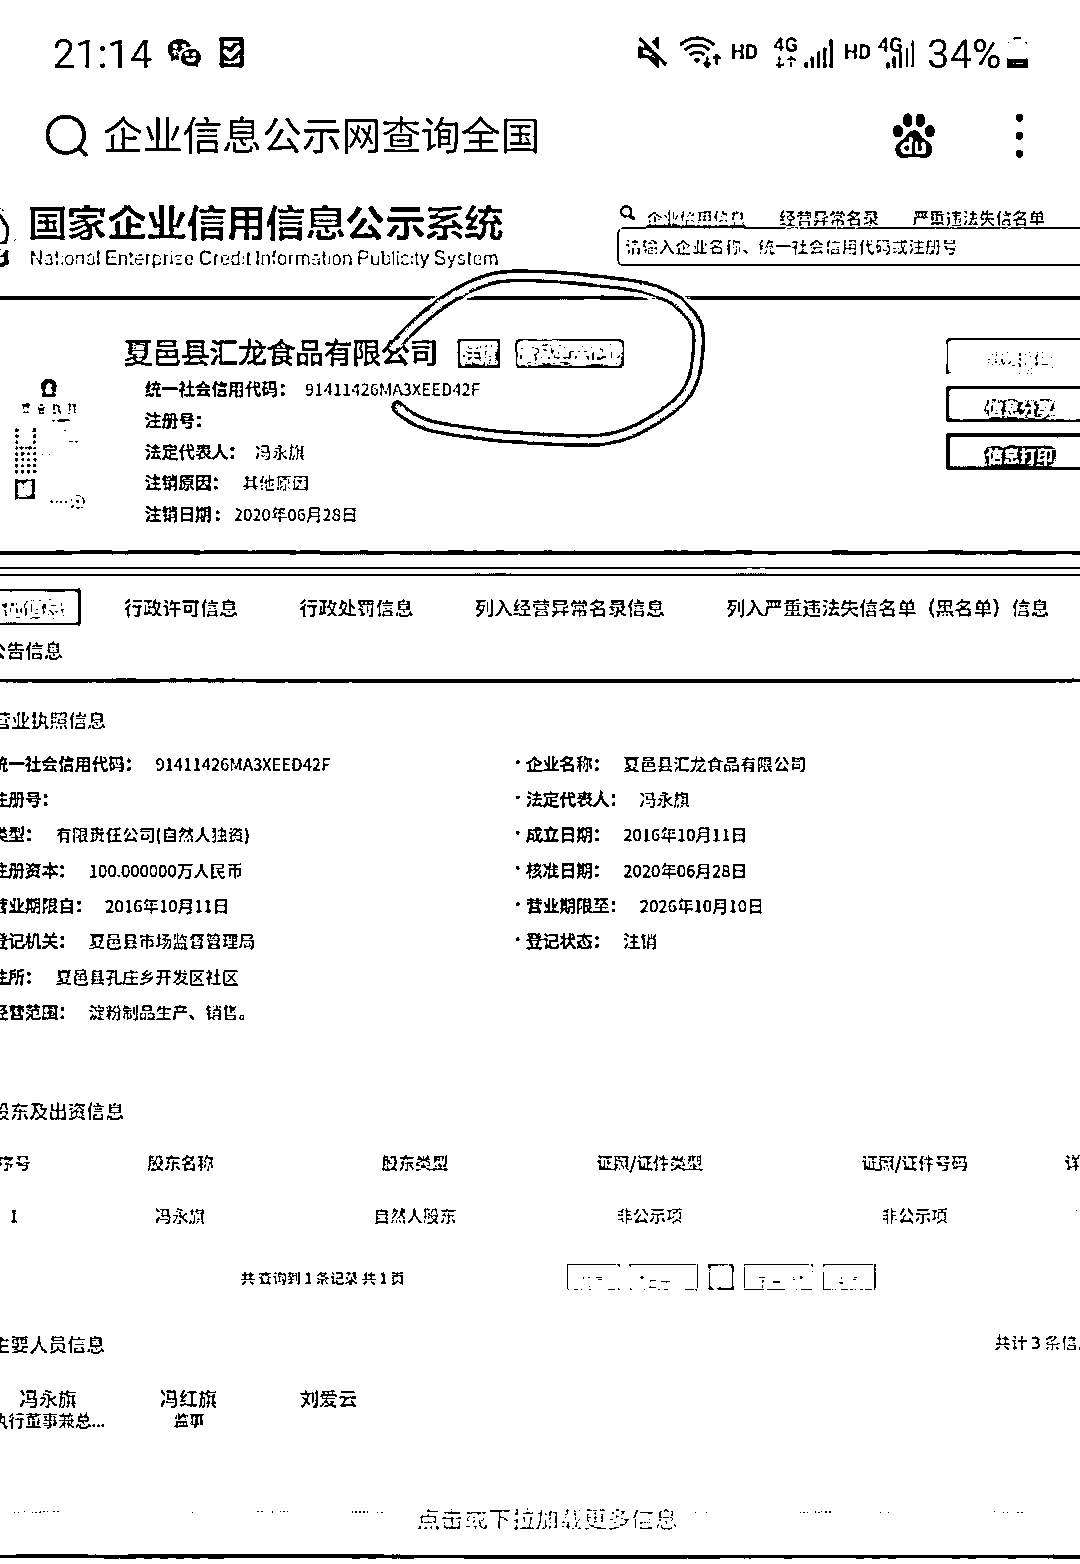 21:14 HD 4G HD 4G 34%
企业信息公示网查询全国 du
国家企业信用信息公示系统
National Enterprise Credit Information Publicity System
企业信用信息 经营异常名录 严重违法失信名单
请输入企业名称、统一社会信用代码或注册号
夏邑县汇龙食品有限公司 注销
统一社会信用代码： 91411426MA3XEED42F
注册号：
法定代表人： 冯永旗
注销原因： 其他原因
注销日期： 2020年06月28日
信息分享
信息打印
行政许可信息 行政处罚信息 列入经营异常名录信息 列入严重违法失信名单（黑名单）信息
公告信息
营业执照信息
统一社会信用代码： 91411426MA3XEED42F
· 企业名称： 夏邑县汇龙食品有限公司
注册号：
· 法定代表人： 冯永旗
类型： 有限责任公司(自然人独资)
· 成立日期： 2016年10月11日
注册资本： 100.000000万人民币
· 核准日期： 2020年06月28日
营业期限自： 2016年10月11日
· 营业期限至： 2026年10月10日
登记机关： 夏邑县市场监督管理局
· 登记状态： 注销
住所： 夏邑县孔庄乡开发区社区
经营范围： 淀粉制品生产、销售。
股东及出资信息
序号 股东名称 股东类型 证照/证件类型 证照/证件号码 详
1 冯永旗 自然人股东 非公示项 非公示项
共查询到 1 条记录 共 1 页
主要人员信息 共计 3 条信息
冯永旗 冯红旗 刘爱云
执行董事兼总... 监事
点击或下拉加载更多信息